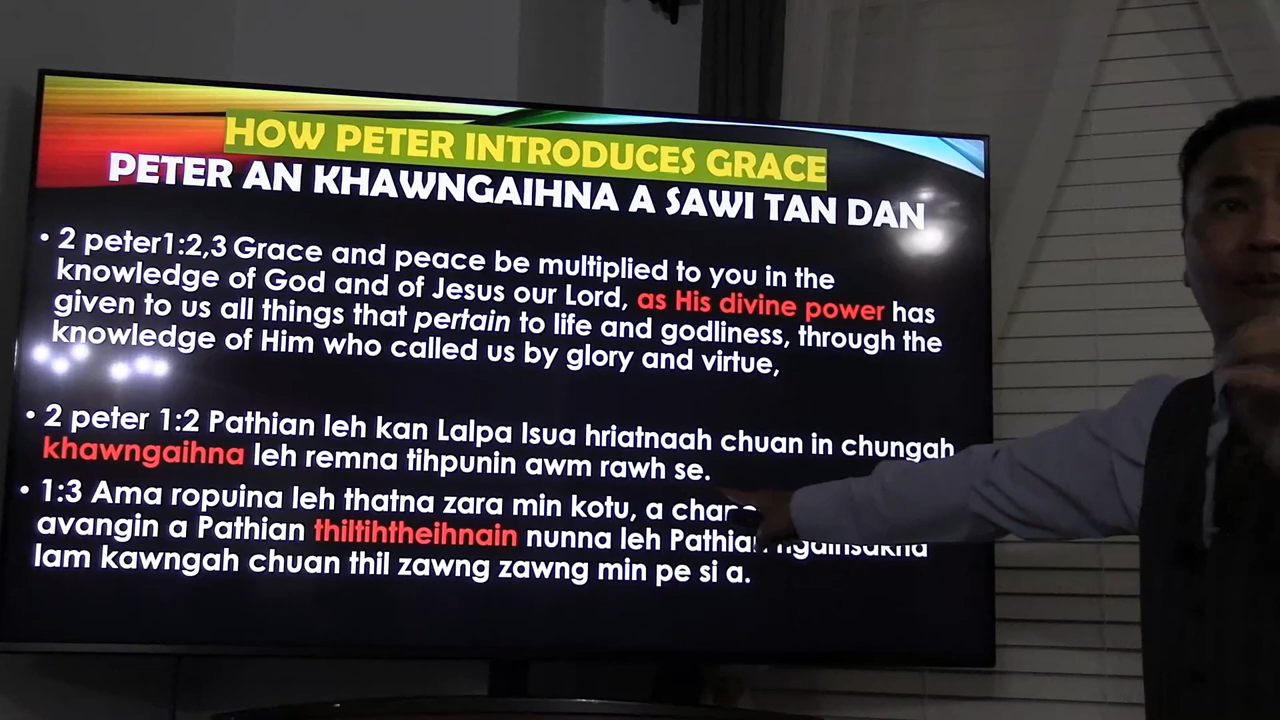 HOW PETER INTRODUCES GRACE
PETER AN KHAWNGAIHNA A SAWI TAN DAN
• 2 peter1:2,3 Grace and peace be multiplied to you in the
knowledge of God and of Jesus our Lord, as His divine power has
given to us all things that pertain to life and godliness, through the
knowledge of Him who called us by glory and virtue,
• 2 peter 1:2 Pathian leh kan Lalpa Isua hriatnaah chuan in chungah
khawngaihna leh remna tihpunin awm rawh se.
• 1:3 Ama ropuina leh thatna zara min kotu, a
avangin a Pathian thiltihtheihnain nunna leh Pathian
lam kawngah chuan thil zawng zawng min pe si a.